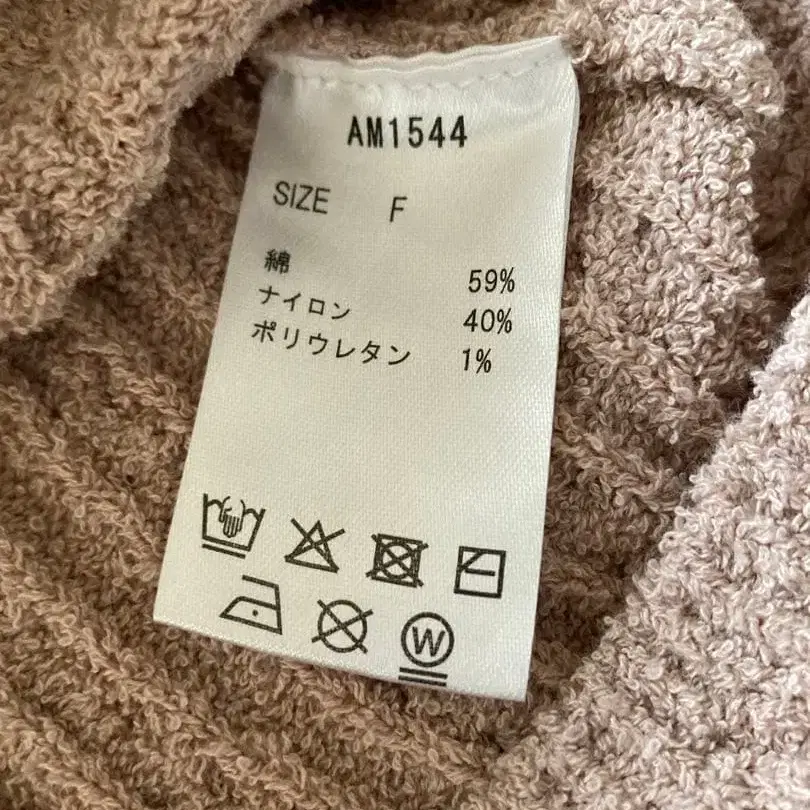 AM1544
SIZE F
綿 59%
ナイロン 40%
ポリウレタン 1%
W